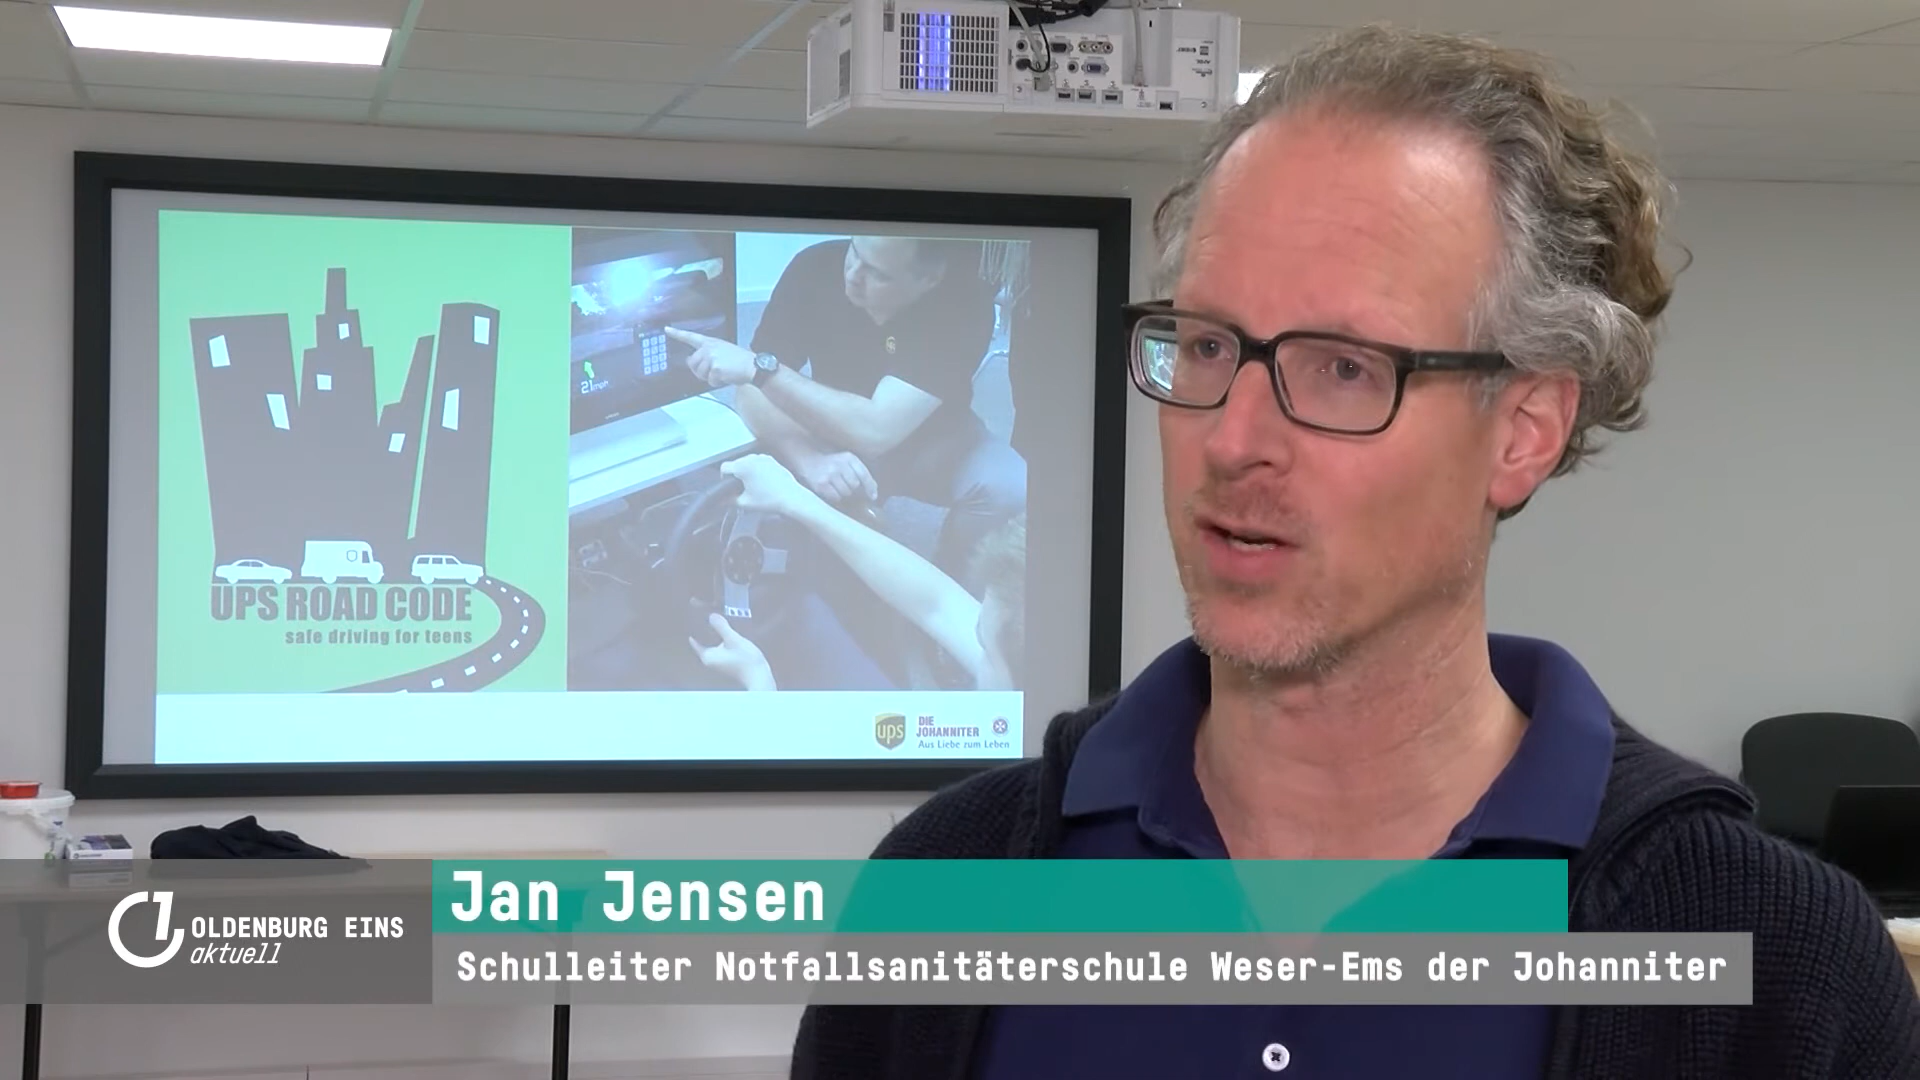 21mph
UPS ROAD CODE
safe driving for teens
ups
DIE
JOHANNITER
Aus Liebe zum Leben
Jan Jensen
OLDENBURG EINS
aktuell
Schulleiter Notfallsanitäterschule Weser-Ems der Johanniter